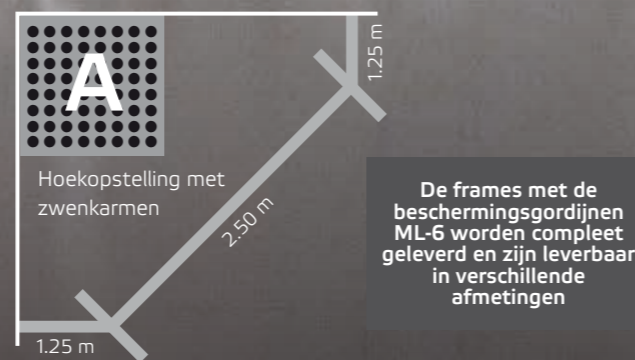 A
1.25 m
Hoekopstelling met
zwenkarmen
2.50 m
1.25 m
De frames met de
beschermingsgordijnen
ML-6 worden compleet
geleverd en zijn leverbaar
in verschillende
afmetingen